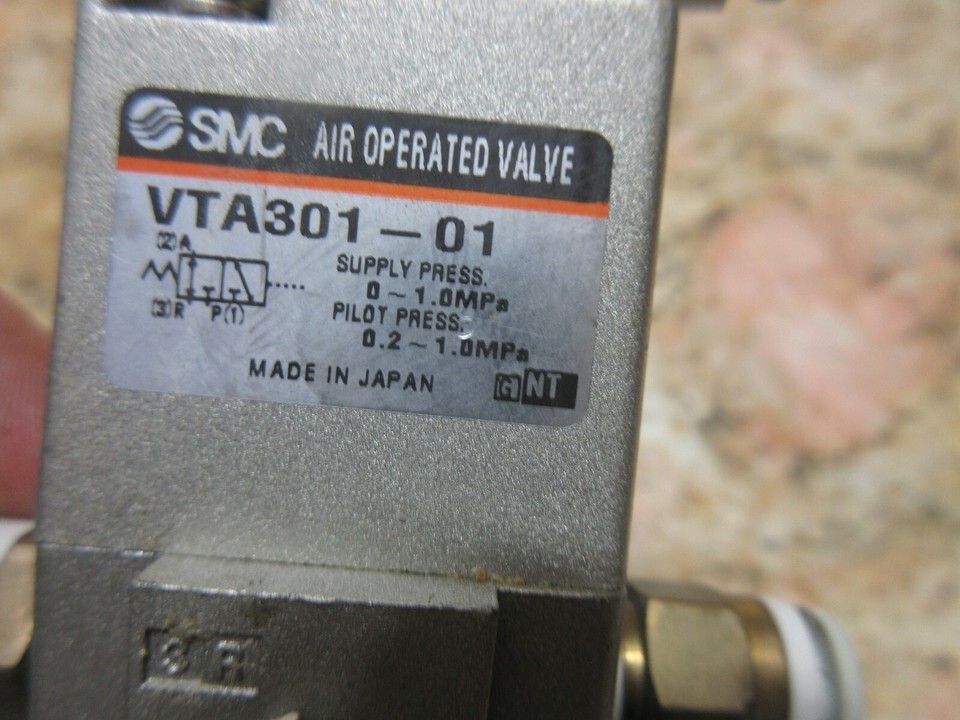 SMC AIR OPERATED VALVE
VTA301-01
(2) A
(3) R P(1)
SUPPLY PRESS.
0~1.0MPa
PILOT PRESS.
0.2~1.0MPa
MADE IN JAPAN
NT
3 R